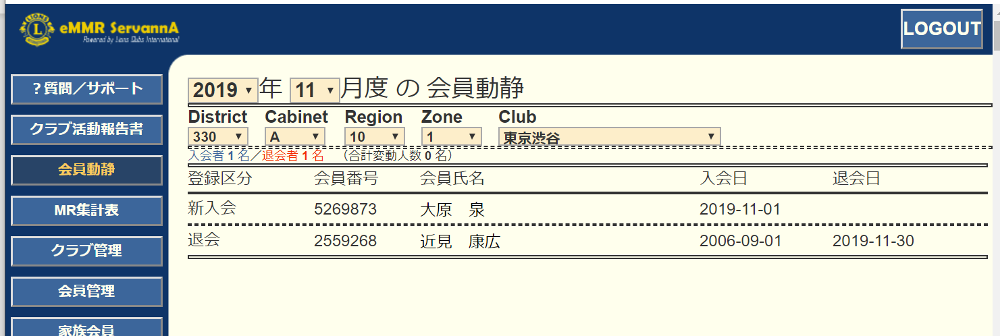 LIONS
L
eMMR ServannA
Powered by Lions Clubs International
LOGOUT
？質問／サポート
クラブ活動報告書
会員動静
MR集計表
クラブ管理
会員管理
家族会員
2019 年 11 月度 の 会員動静
District Cabinet Region Zone Club
330 A 10 1 東京渋谷
入会者 1 名／退会者 1 名 （合計変動人数 0 名）
登録区分 会員番号 会員氏名 入会日 退会日
新入会 5269873 大原　泉 2019-11-01
退会 2559268 近見　康広 2006-09-01 2019-11-30